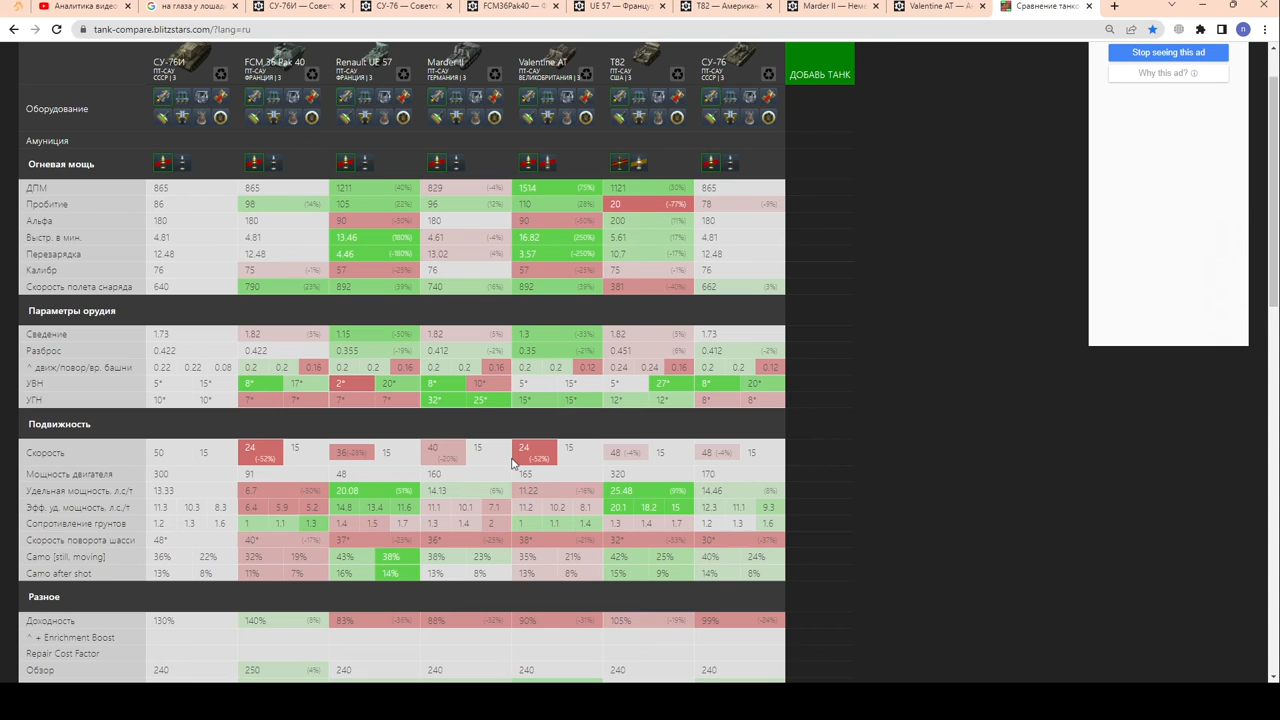 Аналитика видео
на глаза у лошад
СУ-76И — Совет
СУ-76 — Советс
FCM36Pak40 — Ф
UE 57 — Францу
T82 — Американ
Marder II — Нем
Valentine AT — А
Сравнение танко
tank-compare.blitzstars.com/?lang=ru
n
Stop seeing this ad
Why this ad?
СУ-76И FCM 36 Pak 40 Renault UE 57 Marder II Valentine AT T82 СУ-76
ПТ-САУ ПТ-САУ ПТ-САУ ПТ-САУ ПТ-САУ ПТ-САУ ПТ-САУ
СССР | 3 ФРАНЦИЯ | 3 ФРАНЦИЯ | 3 ГЕРМАНИЯ | 3 ВЕЛИКОБРИТАНИЯ | 3 США | 3 СССР | 3
ДОБАВЬ ТАНК
Оборудование
Амуниция
Огневая мощь
ДПМ 865 865 1211 (40%) 829 (-4%) 1514 (75%) 1121 (30%) 865
Пробитие 86 98 (14%) 105 (22%) 96 (12%) 110 (28%) 20 (-77%) 78 (-9%)
Альфа 180 180 90 (-50%) 180 90 (-50%) 200 (11%) 180
Выстр. в мин. 4.81 4.81 13.46 (180%) 4.61 (-4%) 16.82 (250%) 5.61 (17%) 4.81
Перезарядка 12.48 12.48 4.46 (-180%) 13.02 (4%) 3.57 (-250%) 10.7 (-17%) 12.48
Калибр 76 75 (-1%) 57 (-25%) 76 57 (-25%) 75 (-1%) 76
Скорость полета снаряда 640 790 (23%) 892 (39%) 740 (16%) 892 (39%) 381 (-40%) 662 (3%)
Параметры орудия
Сведение 1.73 1.82 (5%) 1.15 (-50%) 1.82 (5%) 1.3 (-33%) 1.82 (5%) 1.73
Разброс 0.422 0.422 0.355 (-19%) 0.412 (-2%) 0.35 (-21%) 0.451 (6%) 0.412 (-2%)
^ движ/повор/вр. башни 0.22 0.22 0.08 0.2 0.2 0.16 0.2 0.2 0.16 0.2 0.2 0.16 0.2 0.2 0.12 0.24 0.24 0.16 0.2 0.2 0.12
УВН 5° 15° 8° 17° 2° 20° 8° 10° 5° 15° 5° 27° 8° 20°
УГН 10° 10° 7° 7° 7° 7° 32° 25° 15° 15° 12° 12° 8° 8°
Подвижность
Скорость 50 15 24 (-52%) 15 36 (-28%) 15 40 (-20%) 15 24 (-52%) 15 48 (-4%) 15 48 (-4%) 15
Мощность двигателя 300 91 48 160 165 320 170
Удельная мощность. л.с/т 13.33 6.7 (-50%) 20.08 (51%) 14.13 (6%) 11.22 (-16%) 25.48 (91%) 14.46 (8%)
Эфф. уд. мощность. л.с/т 11.3 10.3 8.3 6.4 5.9 5.2 14.8 13.4 11.6 11.1 10.1 7.1 11.2 10.2 8.1 20.1 18.2 15 12.3 11.1 9.3
Сопротивление грунтов 1.2 1.3 1.6 1 1.1 1.3 1.4 1.5 1.7 1.3 1.4 2 1 1.1 1.4 1.3 1.4 1.7 1.2 1.3 1.6
Скорость поворота шасси 48° 40° (-17%) 37° (-23%) 36° (-25%) 38° (-21%) 32° (-33%) 30° (-37%)
Camo [still, moving] 36% 22% 32% 19% 43% 38% 38% 23% 35% 21% 42% 25% 40% 24%
Camo after shot 13% 8% 11% 7% 16% 14% 13% 8% 13% 8% 15% 9% 14% 8%
Разное
Доходность 130% 140% (8%) 83% (-36%) 88% (-32%) 90% (-31%) 105% (-19%) 99% (-24%)
^ + Enrichment Boost
Repair Cost Factor
Обзор 240 250 (4%) 240 240 240 240 240